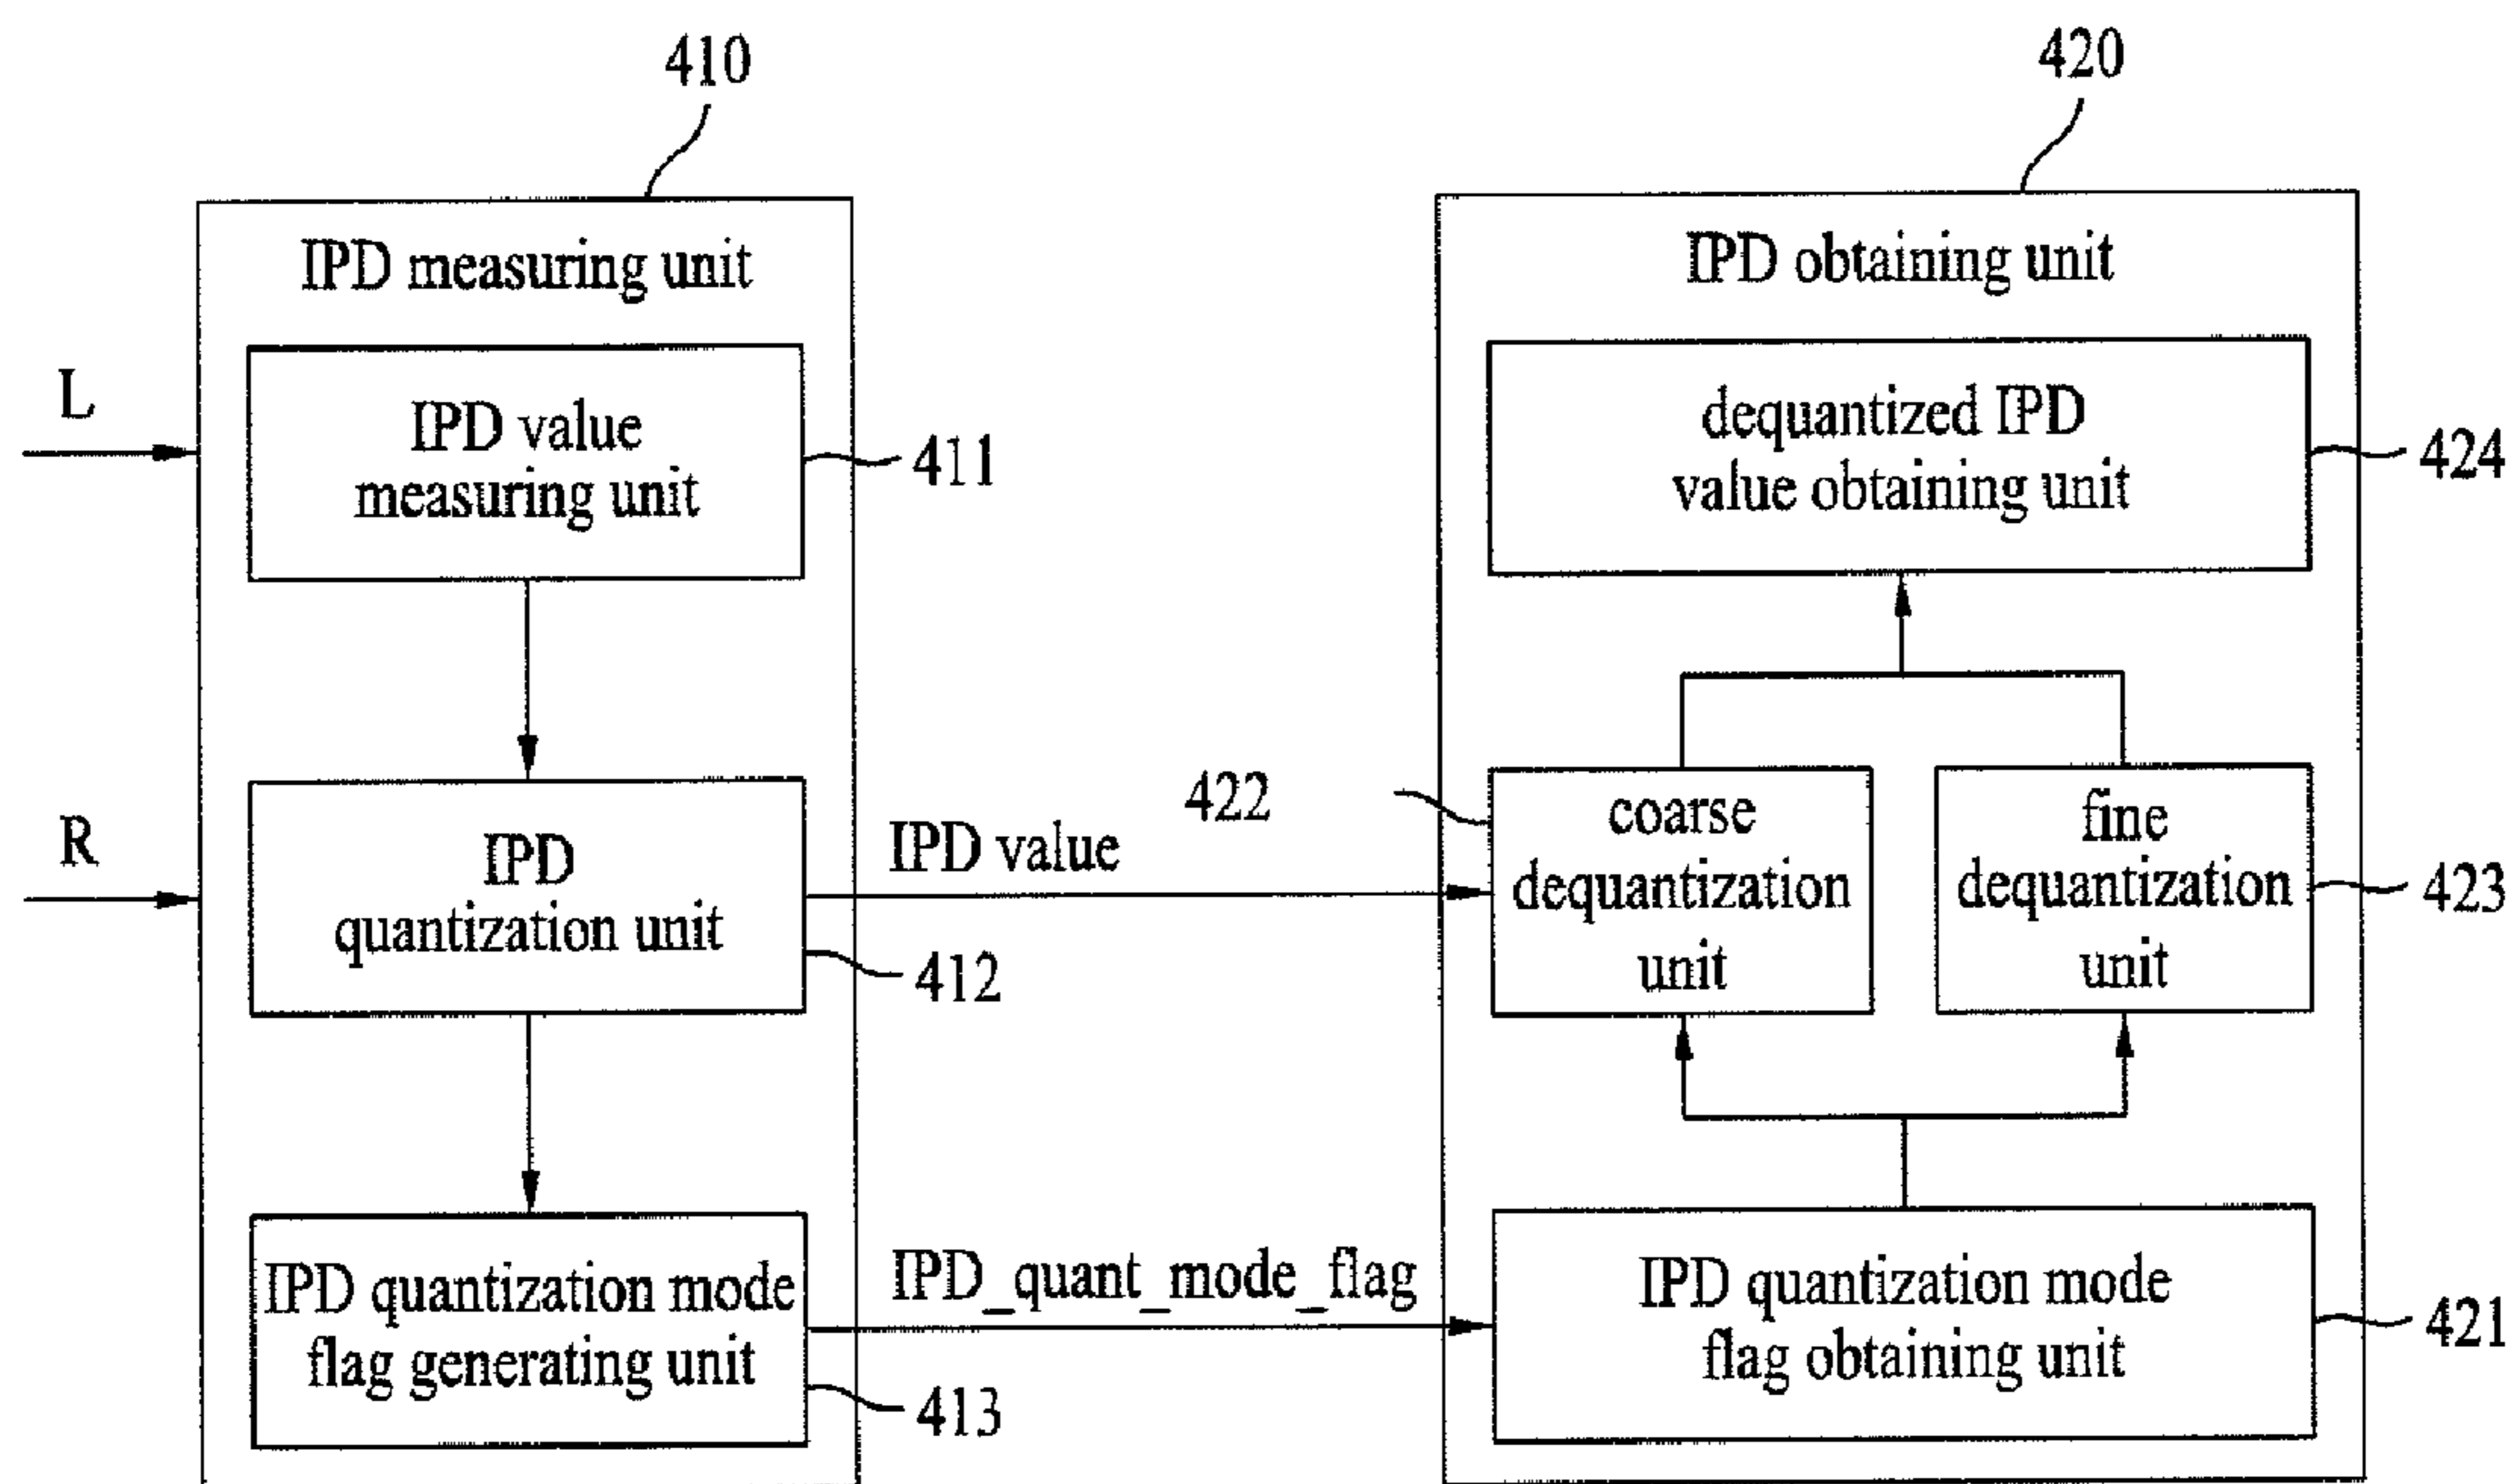 410
420
IPD measuring unit
IPD obtaining unit
L
IPD value
measuring unit
411
dequantized IPD
value obtaining unit
424
R
IPD
quantization unit
412
IPD value
422
coarse
dequantization
unit
fine
dequantization
unit
423
IPD quantization mode
flag generating unit
413
IPD_quant_mode_flag
IPD quantization mode
flag obtaining unit
421